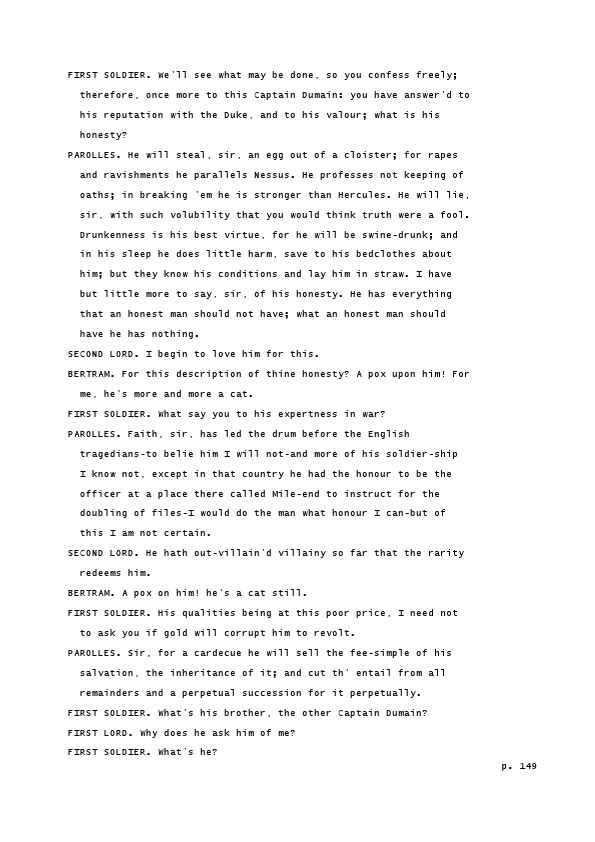 FIRST SOLDIER. We'll see what may be done, so you confess freely;
therefore, once more to this Captain Dumain: you have answer'd to
his reputation with the Duke, and to his valour; what is his
honesty?
PAROLLES. He will steal, sir, an egg out of a cloister; for rapes
and ravishments he parallels Nessus. He professes not keeping of
oaths; in breaking 'em he is stronger than Hercules. He will lie,
sir, with such volubility that you would think truth were a fool.
Drunkenness is his best virtue, for he will be swine-drunk; and
in his sleep he does little harm, save to his bedclothes about
him; but they know his conditions and lay him in straw. I have
but little more to say, sir, of his honesty. He has everything
that an honest man should not have; what an honest man should
have he has nothing.
SECOND LORD. I begin to love him for this.
BERTRAM. For this description of thine honesty? A pox upon him! For
me, he's more and more a cat.
FIRST SOLDIER. What say you to his expertness in war?
PAROLLES. Faith, sir, has led the drum before the English
tragedians-to belie him I will not-and more of his soldier-ship
I know not, except in that country he had the honour to be the
officer at a place there called Mile-end to instruct for the
doubling of files-I would do the man what honour I can-but of
this I am not certain.
SECOND LORD. He hath out-villain'd villainy so far that the rarity
redeems him.
BERTRAM. A pox on him! he's a cat still.
FIRST SOLDIER. His qualities being at this poor price, I need not
to ask you if gold will corrupt him to revolt.
PAROLLES. Sir, for a cardecue he will sell the fee-simple of his
salvation, the inheritance of it; and cut th' entail from all
remainders and a perpetual succession for it perpetually.
FIRST SOLDIER. What's his brother, the other Captain Dumain?
FIRST LORD. Why does he ask him of me?
FIRST SOLDIER. What's he?
p. 149